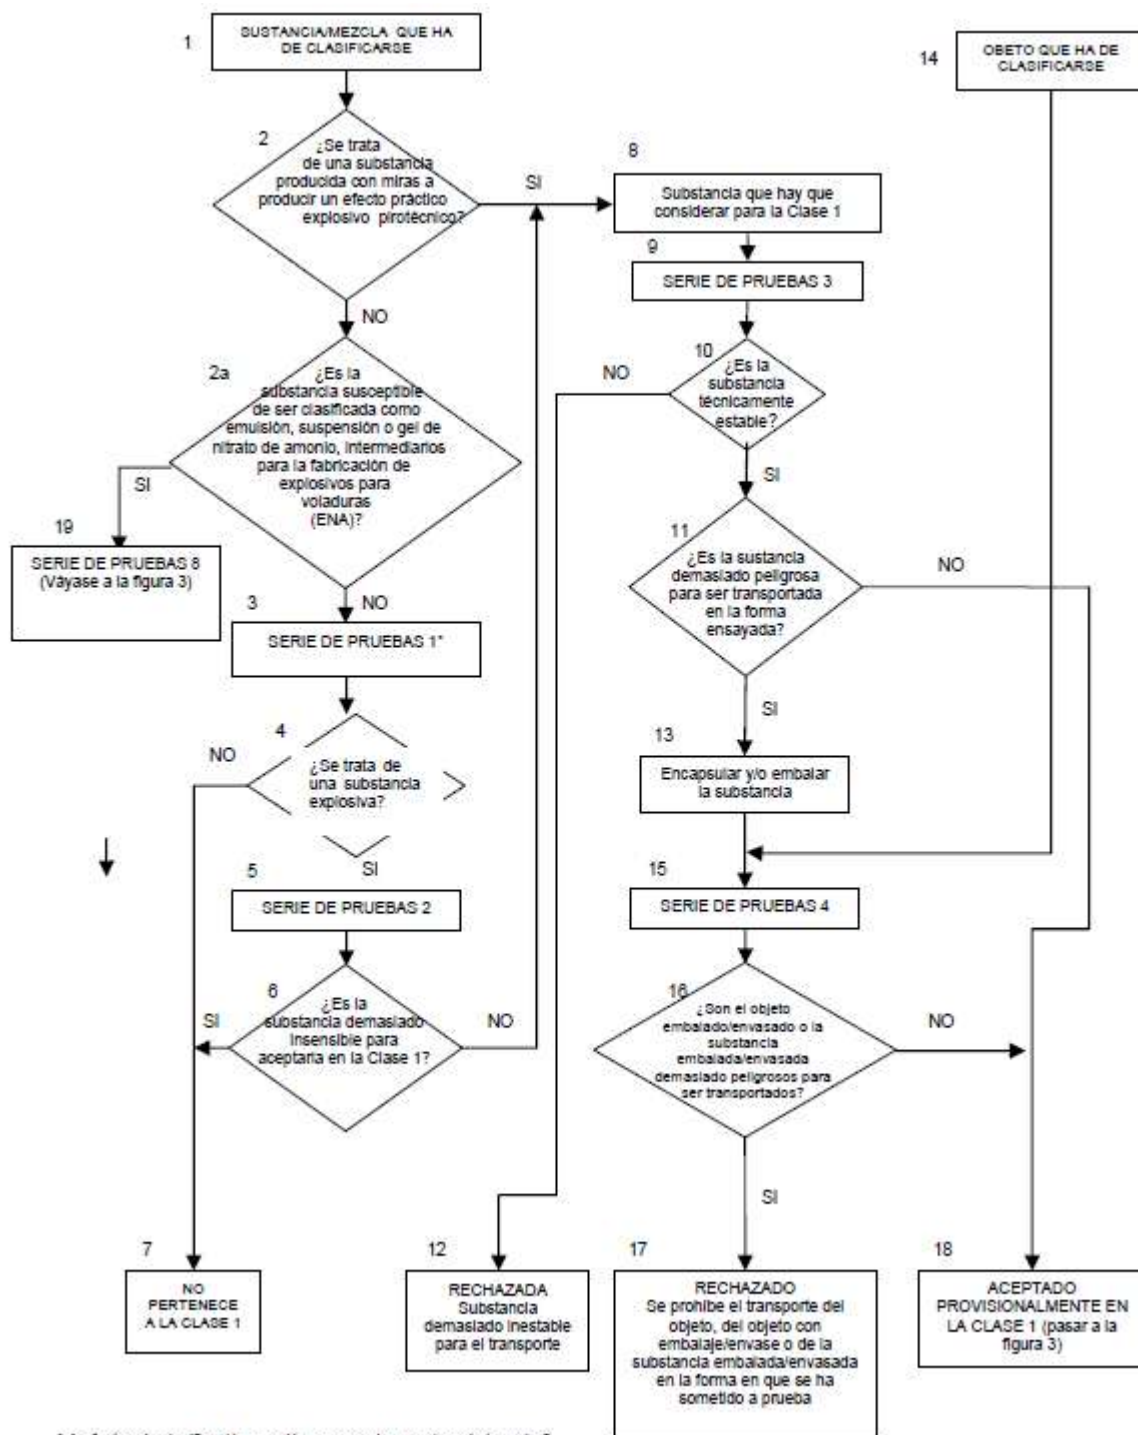 1
SUSTANCIA/MEZCLA QUE HA
DE CLASIFICARSE
14
OBETO QUE HA DE
CLASIFICARSE
2
¿Se trata
de una substancia
producida con miras a
producir un efecto práctico
explosivo pirotécnico?
SI
8
Substancia que hay que
considerar para la Clase 1
9
SERIE DE PRUEBAS 3
NO
2a
¿Es la
substancia susceptible
de ser clasificada como
emulsión, suspensión o gel de
nitrato de amonio, intermediarios
para la fabricación de
explosivos para
voladuras
(ENA)?
SI
10
¿Es la
substancia
técnicamente
estable?
NO
SI
19
SERIE DE PRUEBAS 8
(Váyase a la figura 3)
11
¿Es la sustancia
demasiado peligrosa
para ser transportada
en la forma
ensayada?
NO
NO
3
SERIE DE PRUEBAS 1*
SI
4
¿Se trata de
una substancia
explosiva?
NO
SI
13
Encapsular y/o embalar
la substancia
5
SERIE DE PRUEBAS 2
15
SERIE DE PRUEBAS 4
6
¿Es la
substancia demasiado
insensible para
aceptarla en la Clase 1?
SI
NO
16
¿Son el objeto
embalado/envasado o la
substancia
embalada/envasada
demasiado peligrosos para
ser transportados?
NO
SI
7
NO
PERTENECE
A LA CLASE 1
12
RECHAZADA
Substancia
demasiado inestable
para el transporte
17
RECHAZADO
Se prohibe el transporte del
objeto, del objeto con
embalaje/envase o de la
substancia embalada/envasada
en la forma en que se ha
sometido a prueba
18
ACEPTADO
PROVISIONALMENTE EN
LA CLASE 1 (pasar a la
figura 3)